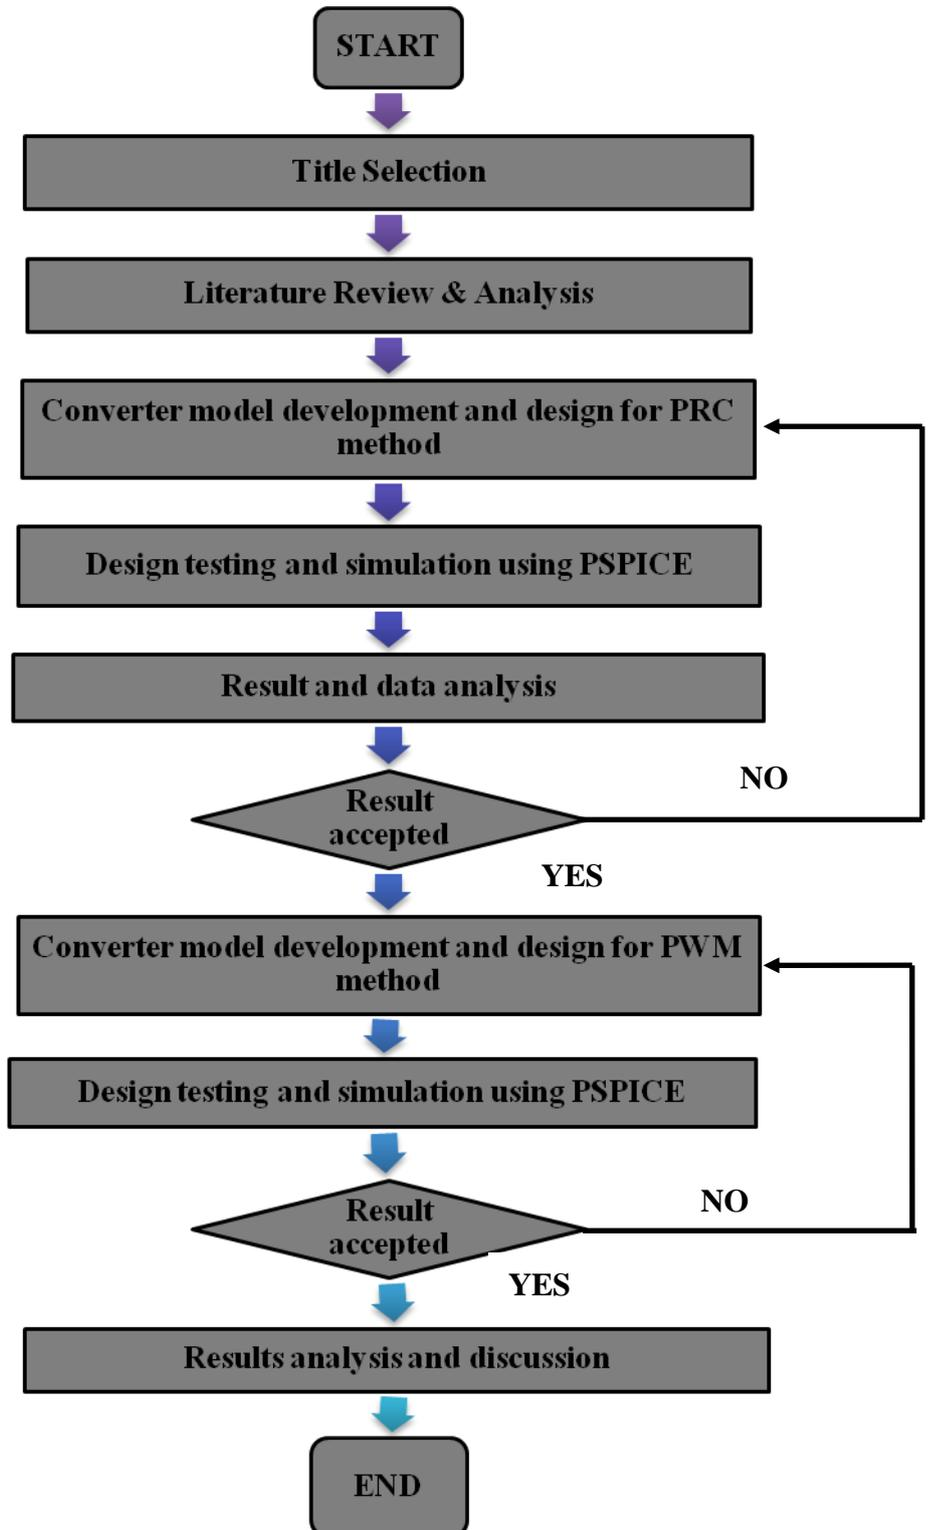 START
Title Selection
Literature Review & Analysis
Converter model development and design for PRC
method
Design testing and simulation using PSPICE
Result and data analysis
Result
accepted
NO
YES
Converter model development and design for PWM
method
Design testing and simulation using PSPICE
Result
accepted
NO
YES
Results analysis and discussion
END